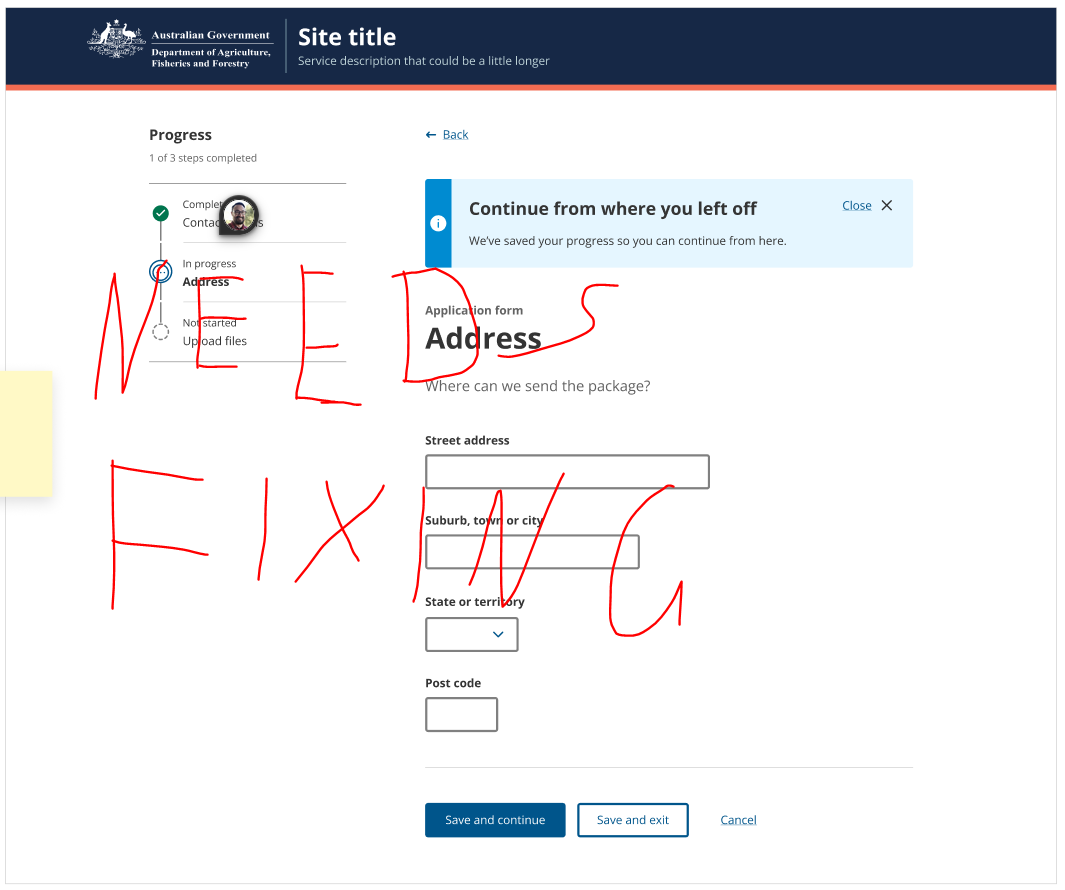 Australian Government
Department of Agriculture,
Fisheries and Forestry
Site title
Service description that could be a little longer
Progress
1 of 3 steps completed
In progress
Address
Not started
Upload files
Back
Continue from where you left off
Close
We've saved your progress so you can continue from here.
Application form
Address
Where can we send the package?
Street address
Suburb, town or city
State or territory
Post code
Save and continue
Save and exit
Cancel
NEEDS
FIXING